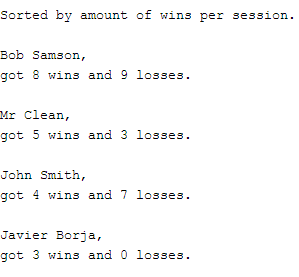 Sorted by amount of wins per session.
Bob Samson,
got 8 wins and 9 losses.
Mr Clean,
got 5 wins and 3 losses.
John Smith,
got 4 wins and 7 losses.
Javier Borja,
got 3 wins and 0 losses.